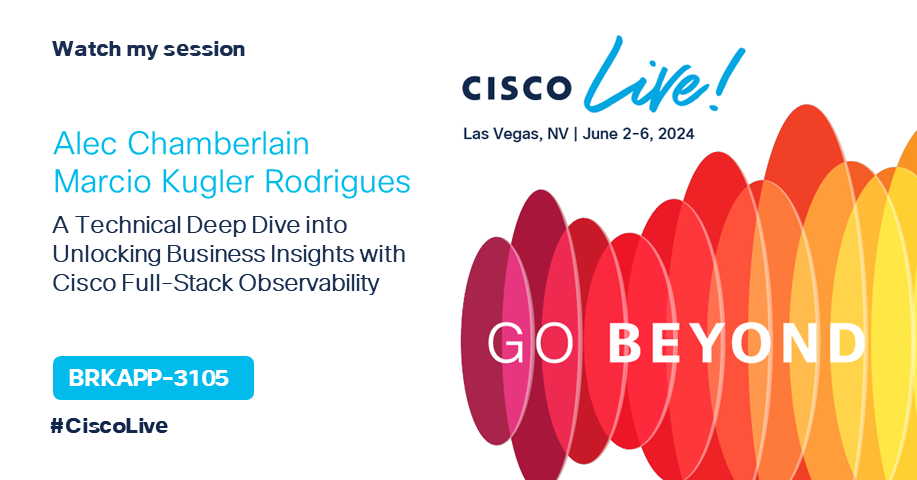 Watch my session
Alec Chamberlain
Marcio Kugler Rodrigues
A Technical Deep Dive into
Unlocking Business Insights with
Cisco Full-Stack Observability
BRKAPP-3105
#CiscoLive
CISCO Live!
Las Vegas, NV | June 2-6, 2024
GO BEYOND